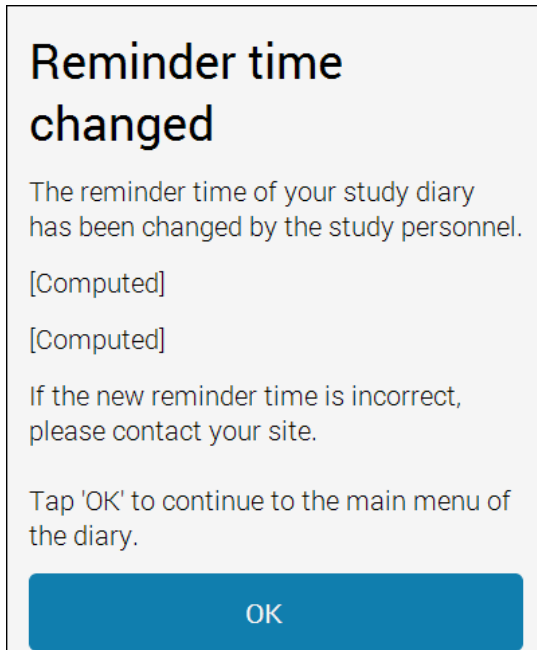 Reminder time
changed
The reminder time of your study diary
has been changed by the study personnel.
[Computed]
[Computed]
If the new reminder time is incorrect,
please contact your site.
Tap 'OK' to continue to the main menu of
the diary.
OK